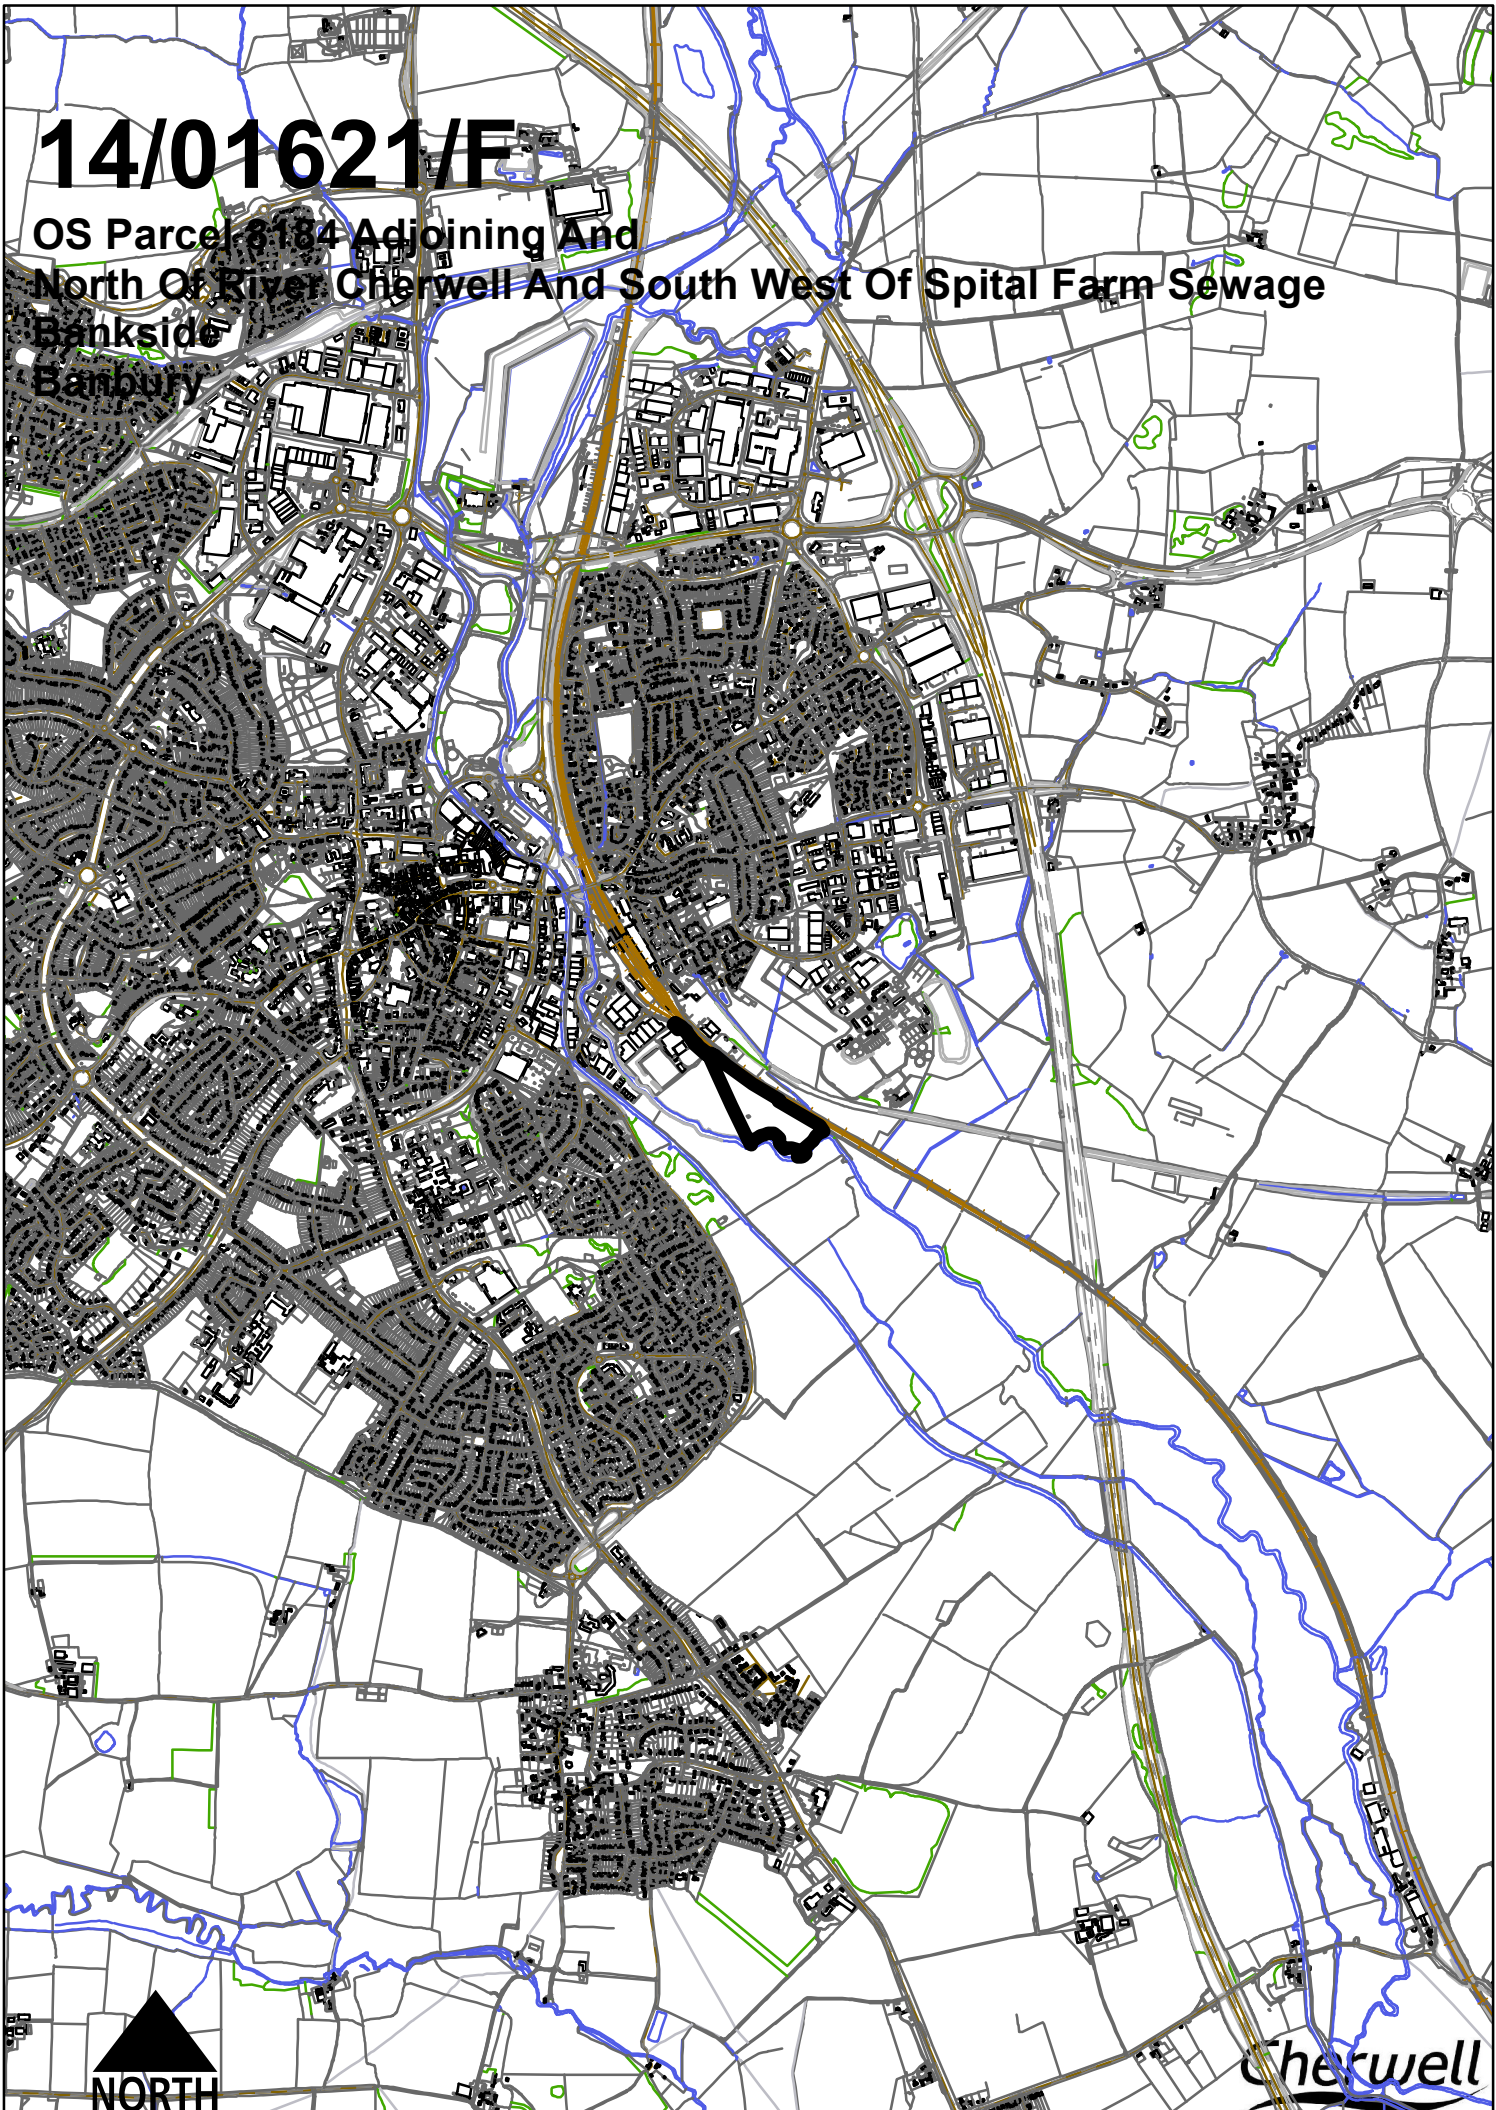 14/01621/F
OS Parcel 8184 Adjoining And
North Of River Cherwell And South West Of Spital Farm Sewage
Bankside
Banbury
NORTH
Cherwell